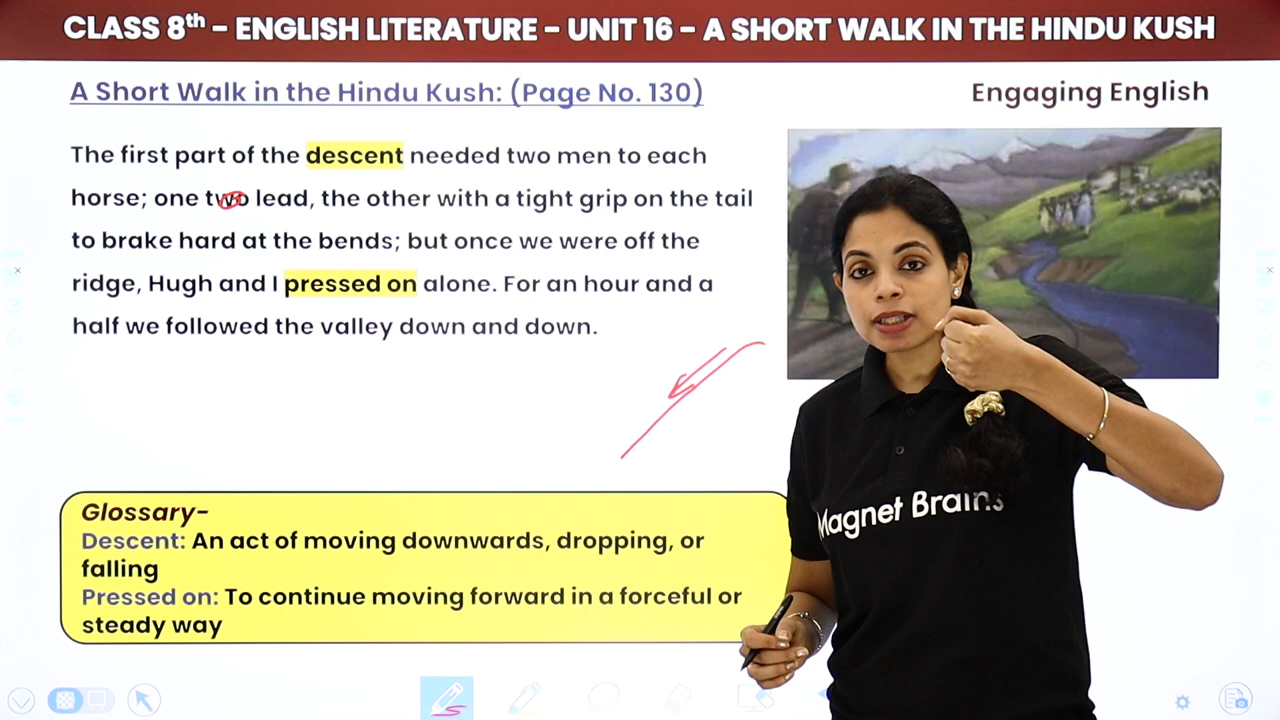 CLASS 8th – ENGLISH LITERATURE – UNIT 16 – A SHORT WALK IN THE HINDU KUSH
A Short Walk in the Hindu Kush: (Page No. 130)
Engaging English
The first part of the descent needed two men to each
horse; one two lead, the other with a tight grip on the tail
to brake hard at the bends; but once we were off the
ridge, Hugh and I pressed on alone. For an hour and a
half we followed the valley down and down.
Glossary-
Descent: An act of moving downwards, dropping, or
falling
Pressed on: To continue moving forward in a forceful or
steady way
Magnet Brains